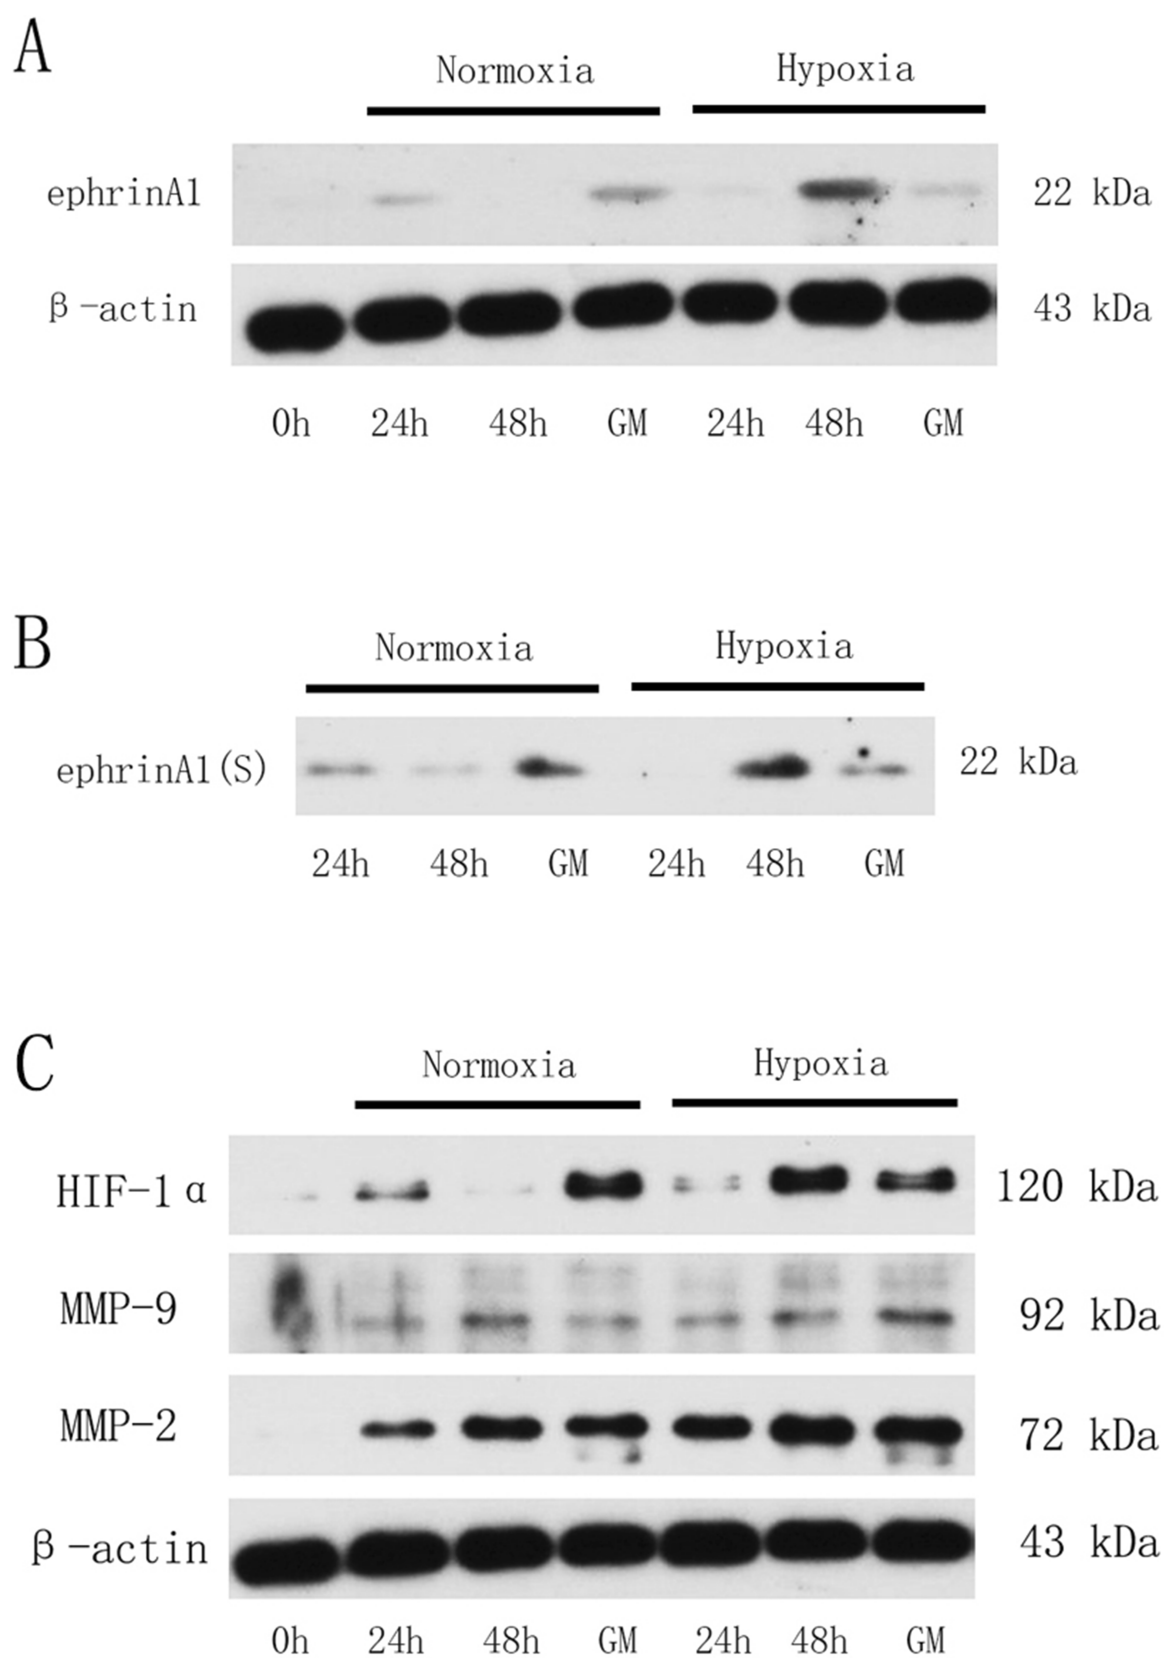 A
Normoxia Hypoxia
ephrinA1 22 kDa
β-actin 43 kDa
0h 24h 48h GM 24h 48h GM
B
Normoxia Hypoxia
ephrinA1(S) 22 kDa
24h 48h GM 24h 48h GM
C
Normoxia Hypoxia
HIF-1α 120 kDa
MMP-9 92 kDa
MMP-2 72 kDa
β-actin 43 kDa
0h 24h 48h GM 24h 48h GM